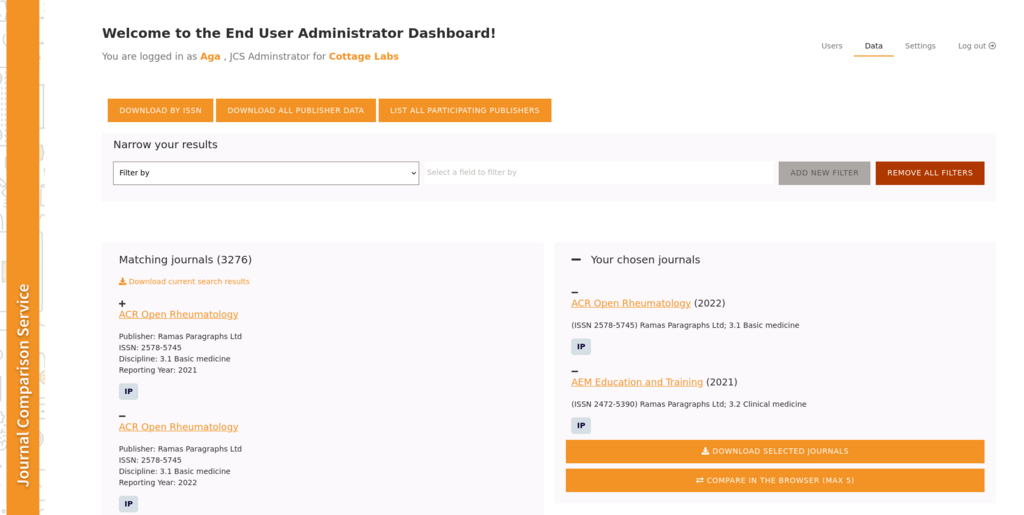 Journal Comparison Service
Welcome to the End User Administrator Dashboard!
You are logged in as Aga , JCS Adminstrator for Cottage Labs
Users Data Settings Log out
DOWNLOAD BY ISSN DOWNLOAD ALL PUBLISHER DATA LIST ALL PARTICIPATING PUBLISHERS
Narrow your results
Filter by Select a field to filter by ADD NEW FILTER REMOVE ALL FILTERS
Matching journals (3276)
Download current search results
ACR Open Rheumatology
Publisher: Ramas Paragraphs Ltd
ISSN: 2578-5745
Discipline: 3.1 Basic medicine
Reporting Year: 2021
IP
ACR Open Rheumatology
Publisher: Ramas Paragraphs Ltd
ISSN: 2578-5745
Discipline: 3.1 Basic medicine
Reporting Year: 2022
IP
Your chosen journals
ACR Open Rheumatology (2022)
(ISSN 2578-5745) Ramas Paragraphs Ltd; 3.1 Basic medicine
IP
AEM Education and Training (2021)
(ISSN 2472-5390) Ramas Paragraphs Ltd; 3.2 Clinical medicine
IP
DOWNLOAD SELECTED JOURNALS
COMPARE IN THE BROWSER (MAX 5)